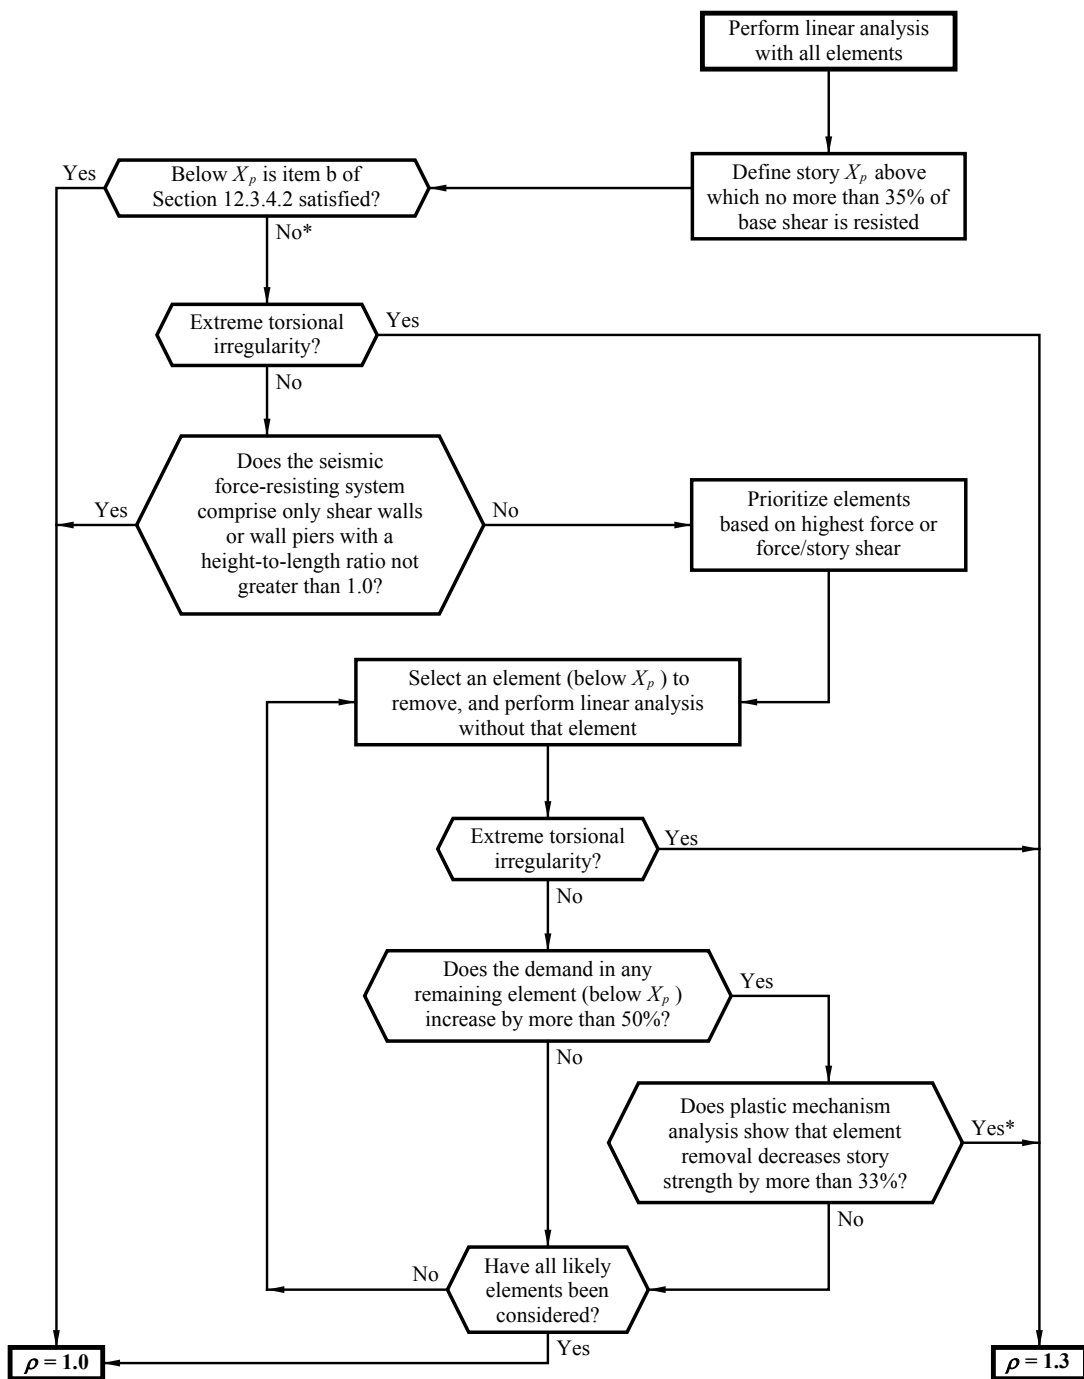 Perform linear analysis
with all elements
Define story X_p above
which no more than 35% of
base shear is resisted
Yes
Below X_p is item b of
Section 12.3.4.2 satisfied?
No*
Extreme torsional
irregularity?
Yes
No
Does the seismic
force-resisting system
comprise only shear walls
or wall piers with a
height-to-length ratio not
greater than 1.0?
Yes
No
Prioritize elements
based on highest force or
force/story shear
Select an element (below X_p ) to
remove, and perform linear analysis
without that element
Extreme torsional
irregularity?
Yes
No
Does the demand in any
remaining element (below X_p )
increase by more than 50%?
Yes
No
Does plastic mechanism
analysis show that element
removal decreases story
strength by more than 33%?
Yes*
No
Have all likely
elements been
considered?
No
Yes
ρ = 1.0
ρ = 1.3